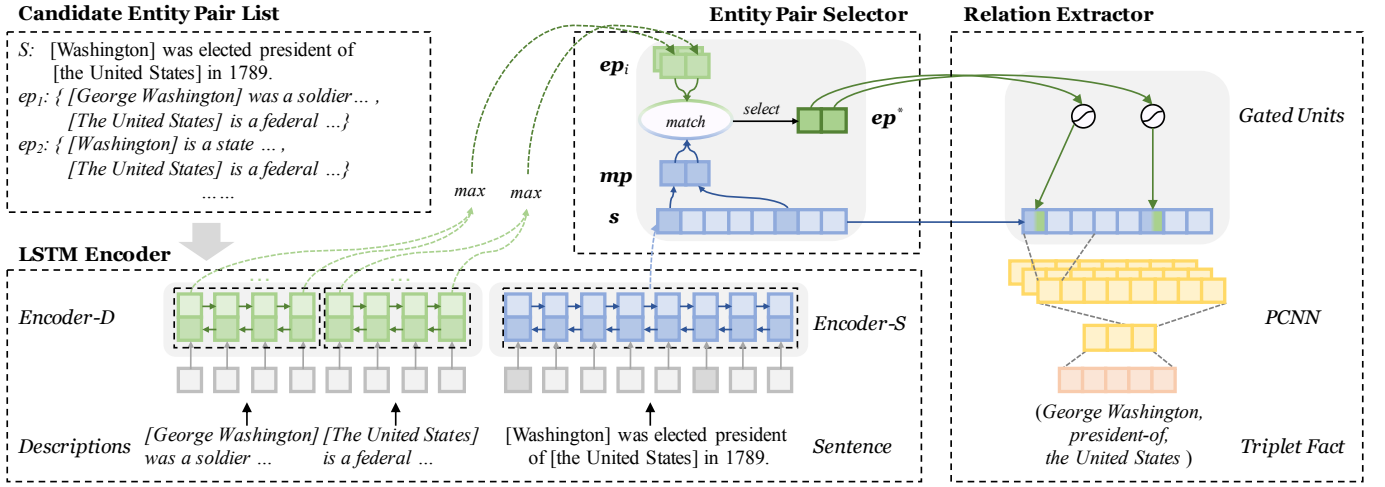 Candidate Entity Pair List
S: [Washington] was elected president of
[the United States] in 1789.
ep1: { [George Washington] was a soldier... ,
[The United States] is a federal ...}
ep2: { [Washington] is a state ... ,
[The United States] is a federal ...}
... ...
Entity Pair Selector
ep_i
match
select
ep*
mp
s
max
max
Relation Extractor
Gated Units
PCNN
(George Washington,
president-of,
the United States )
Triplet Fact
LSTM Encoder
... ...
Encoder-D
Encoder-S
Descriptions
[George Washington]
was a soldier ...
[The United States]
is a federal ...
[Washington] was elected president
of [the United States] in 1789.
Sentence